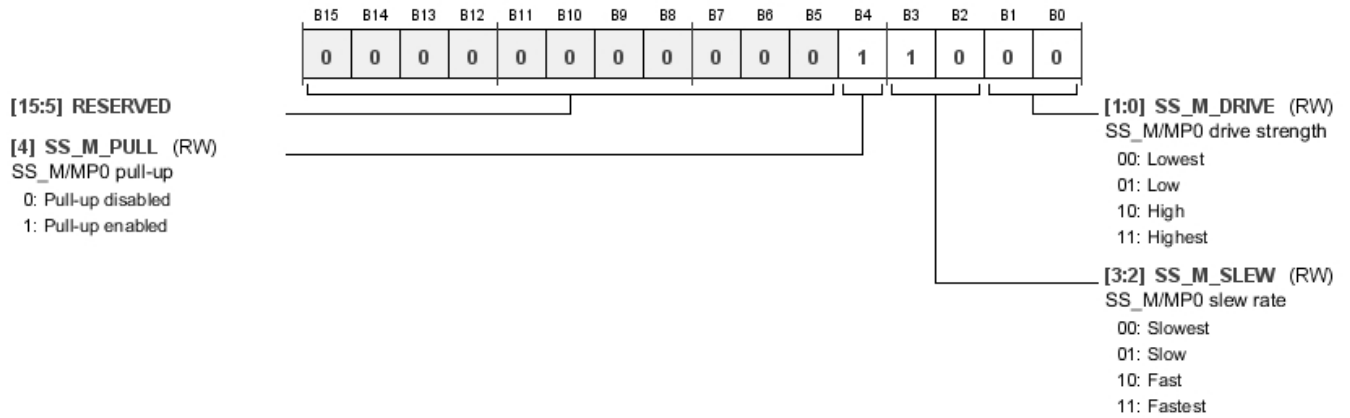 B15 B14 B13 B12 B11 B10 B9 B8 B7 B6 B5 B4 B3 B2 B1 B0
0 0 0 0 0 0 0 0 0 0 0 1 1 0 0 0
[15:5] RESERVED
[4] SS_M_PULL (RW)
SS_M/MP0 pull-up
0: Pull-up disabled
1: Pull-up enabled
[1:0] SS_M_DRIVE (RW)
SS_M/MP0 drive strength
00: Lowest
01: Low
10: High
11: Highest
[3:2] SS_M_SLEW (RW)
SS_M/MP0 slew rate
00: Slowest
01: Slow
10: Fast
11: Fastest